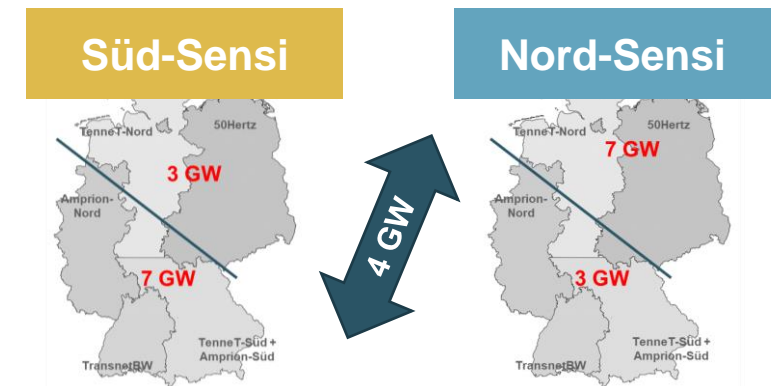 Süd-Sensi
TenneT-Nord
50Hertz
3 GW
Amprion-
Nord
7 GW
TenneT-Süd +
Amprion-Süd
TransnetBW
4 GW
Nord-Sensi
TenneT-Nord
50Hertz
7 GW
Amprion-
Nord
3 GW
TenneT-Süd +
Amprion-Süd
TransnetBW